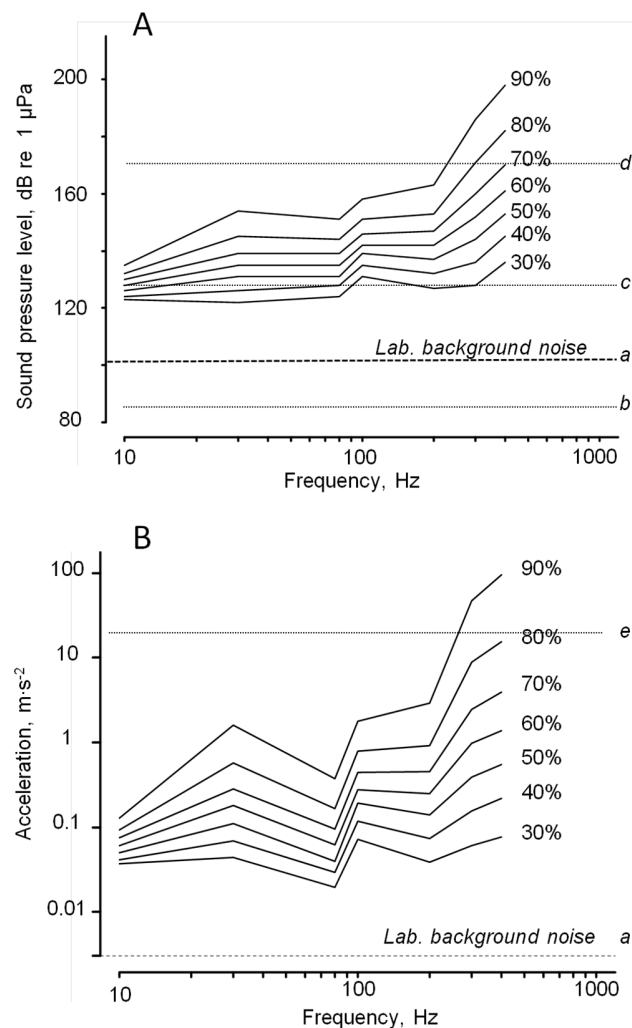 A
Sound pressure level, dB re 1 µPa
200
160
120
80
90%
80%
70%
60%
50%
40%
30%
d
c
Lab. background noise a
b
10 100 1000
Frequency, Hz
B
Acceleration, m·s⁻²
100
10
1
0.1
0.01
90%
e
80%
70%
60%
50%
40%
30%
Lab. background noise a
10 100 1000
Frequency, Hz